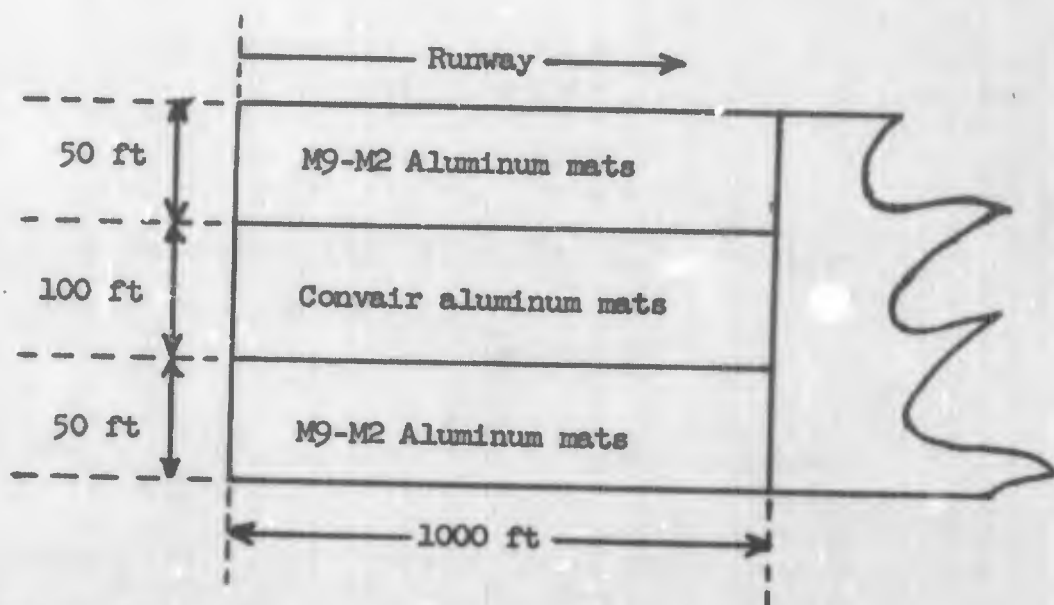 Runway
50 ft
M9-M2 Aluminum mats
100 ft
Convair aluminum mats
50 ft
M9-M2 Aluminum mats
1000 ft